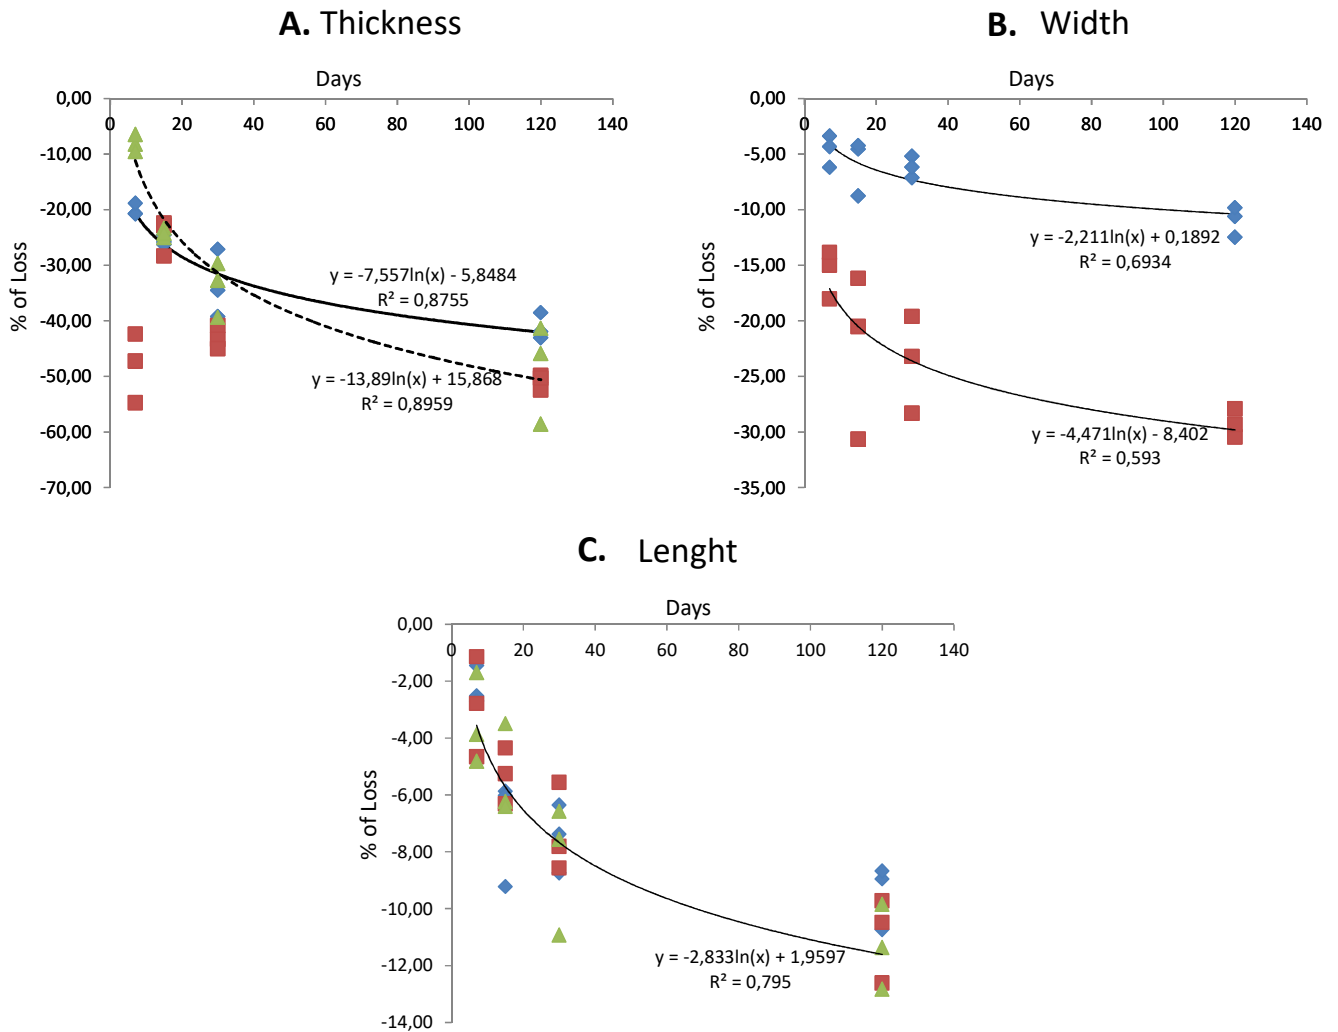 A. Thickness
Days
0,00
0 20 40 60 80 100 120 140
-10,00
-20,00
-30,00
-40,00
-50,00
-60,00
-70,00
% of Loss
y = -7,557ln(x) - 5,8484
R² = 0,8755
y = -13,89ln(x) + 15,868
R² = 0,8959
B. Width
Days
0,00
0 20 40 60 80 100 120 140
-5,00
-10,00
-15,00
-20,00
-25,00
-30,00
-35,00
% of Loss
y = -2,211ln(x) + 0,1892
R² = 0,6934
y = -4,471ln(x) - 8,402
R² = 0,593
C. Lenght
Days
0,00
0 20 40 60 80 100 120 140
-2,00
-4,00
-6,00
-8,00
-10,00
-12,00
-14,00
% of Loss
y = -2,833ln(x) + 1,9597
R² = 0,795